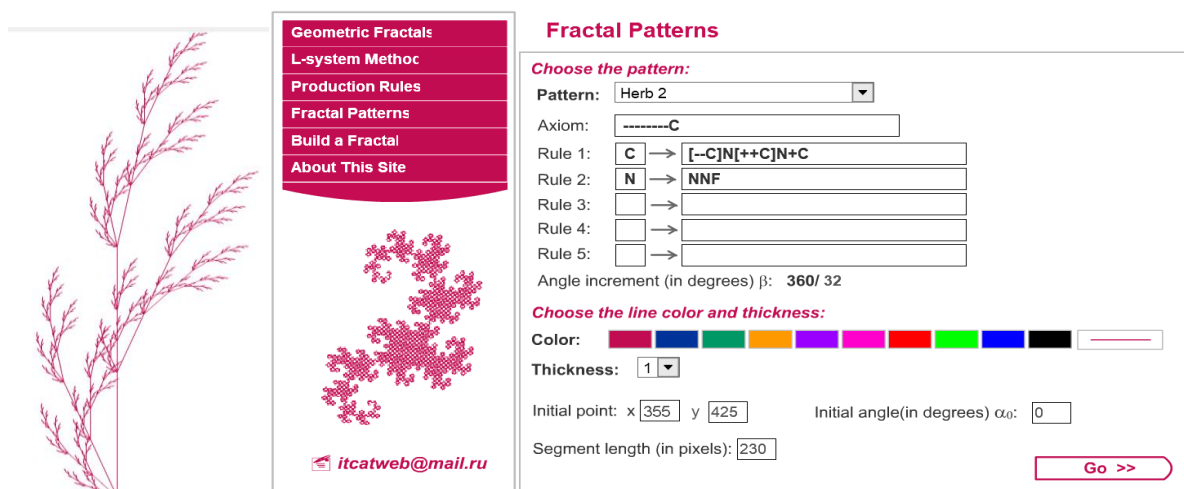 Geometric Fractals
L-system Method
Production Rules
Fractal Patterns
Build a Fractal
About This Site
itcatweb@mail.ru
Fractal Patterns
Choose the pattern:
Pattern: Herb 2
Axiom: --------C
Rule 1: C → [--C]N[++C]N+C
Rule 2: N → NNF
Rule 3: →
Rule 4: →
Rule 5: →
Angle increment (in degrees) β: 360/ 32
Choose the line color and thickness:
Color:
Thickness: 1
Initial point: x 355 y 425 Initial angle(in degrees) α₀: 0
Segment length (in pixels): 230
Go >>